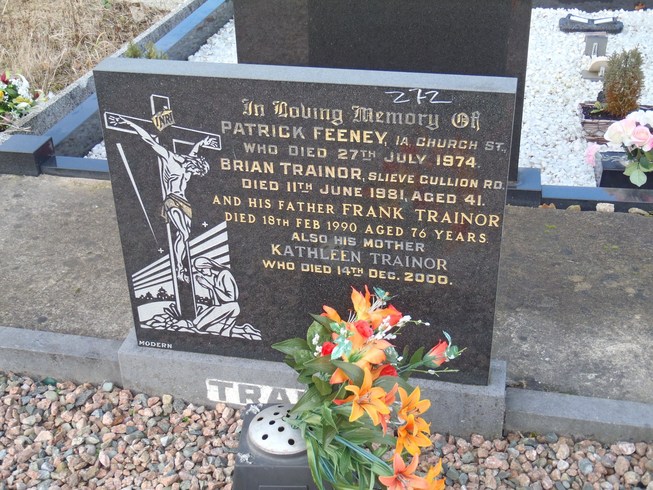 INRI
272
In Loving Memory Of
PATRICK FEENEY, 1A CHURCH ST.,
WHO DIED 27TH JULY 1974.
BRIAN TRAINOR, SLIEVE GULLION RD.
DIED 11TH JUNE 1981, AGED 41.
AND HIS FATHER FRANK TRAINOR
DIED 18TH FEB 1990 AGED 76 YEARS
ALSO HIS MOTHER
KATHLEEN TRAINOR
WHO DIED 14TH DEC. 2000.
MODERN
TRA